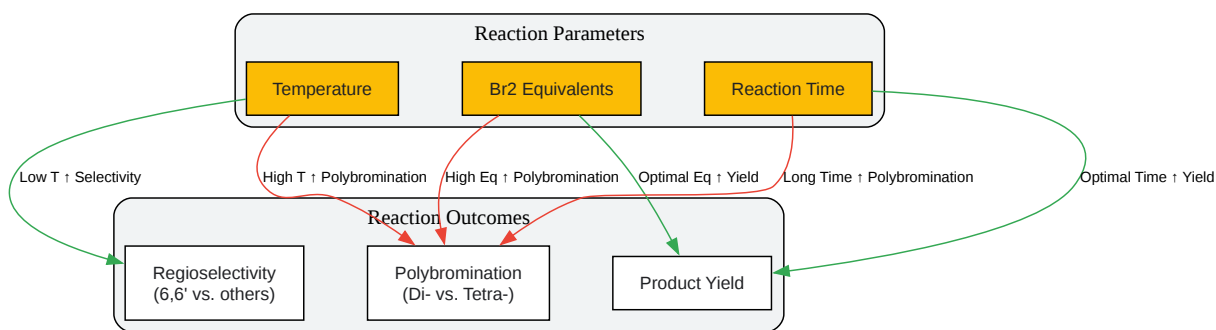 Reaction Parameters
Temperature
Br2 Equivalents
Reaction Time
Low T ↑ Selectivity
High T ↑ Polybromination
High Eq ↑ Polybromination
Optimal Eq ↑ Yield
Long Time ↑ Polybromination
Optimal Time ↑ Yield
Reaction Outcomes
Regioselectivity
(6,6' vs. others)
Polybromination
(Di- vs. Tetra-)
Product Yield